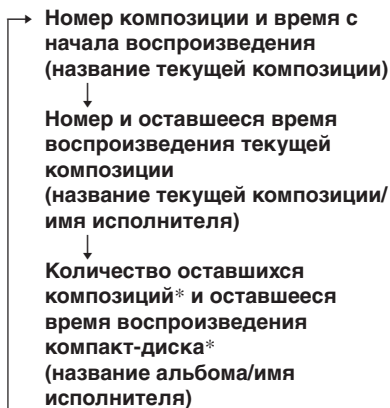 Номер композиции и время с
начала воспроизведения
(название текущей композиции)
Номер и оставшееся время
воспроизведения текущей
композиции
(название текущей композиции/
имя исполнителя)
Количество оставшихся
композиций* и оставшееся
время воспроизведения
компакт-диска*
(название альбома/имя
исполнителя)